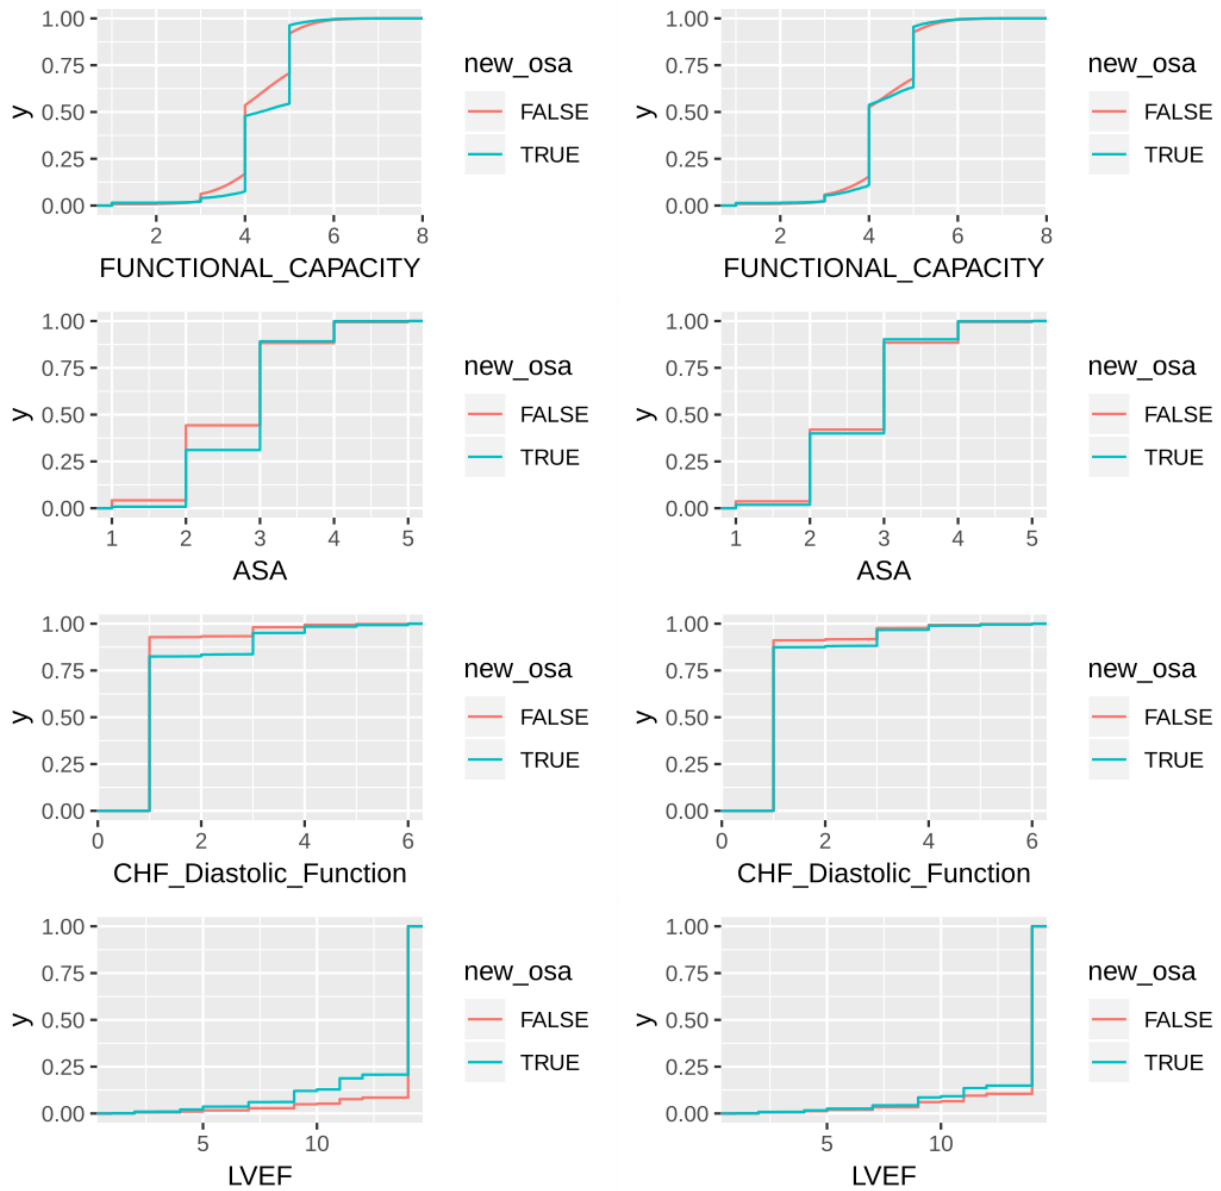 1.00
0.75
0.50
0.25
0.00
y
2 4 6 8
FUNCTIONAL_CAPACITY
new_osa
FALSE
TRUE
1.00
0.75
0.50
0.25
0.00
y
2 4 6 8
FUNCTIONAL_CAPACITY
new_osa
FALSE
TRUE
1.00
0.75
0.50
0.25
0.00
y
1 2 3 4 5
ASA
new_osa
FALSE
TRUE
1.00
0.75
0.50
0.25
0.00
y
1 2 3 4 5
ASA
new_osa
FALSE
TRUE
1.00
0.75
0.50
0.25
0.00
y
0 2 4 6
CHF_Diastolic_Function
new_osa
FALSE
TRUE
1.00
0.75
0.50
0.25
0.00
y
0 2 4 6
CHF_Diastolic_Function
new_osa
FALSE
TRUE
1.00
0.75
0.50
0.25
0.00
y
5 10
LVEF
new_osa
FALSE
TRUE
1.00
0.75
0.50
0.25
0.00
y
5 10
LVEF
new_osa
FALSE
TRUE